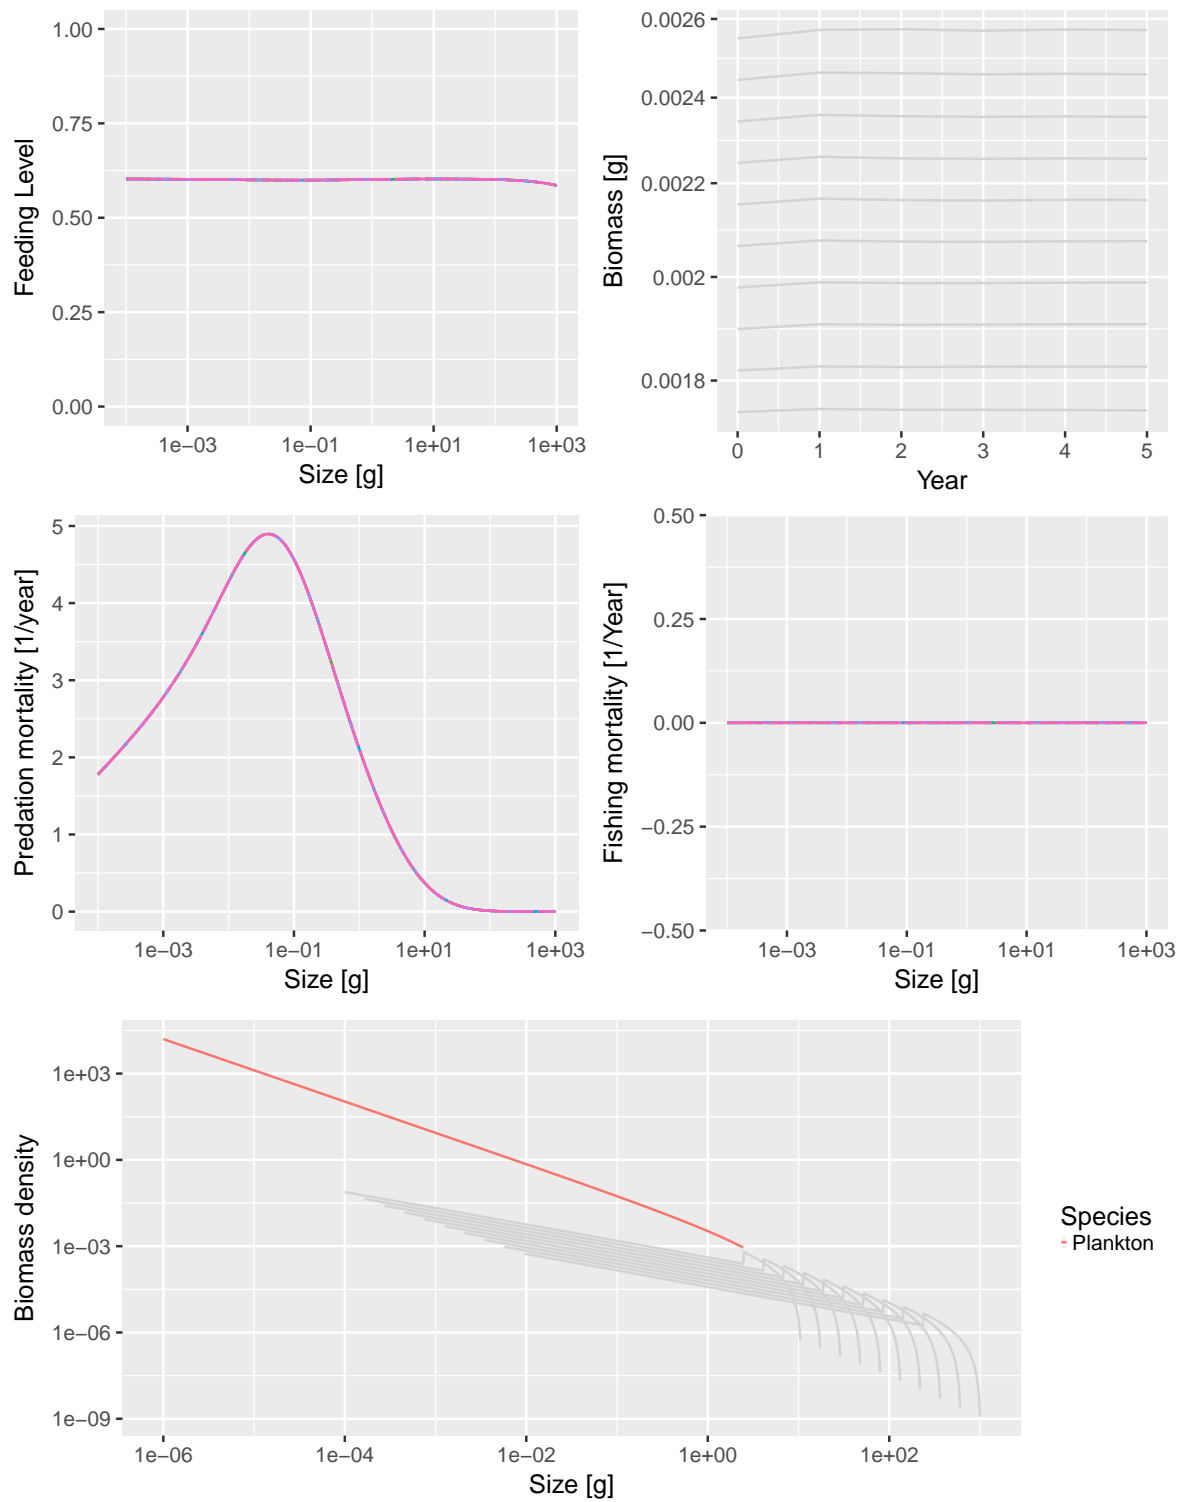 1.00
0.75
0.50
0.25
0.00
Feeding Level
1e−03 1e−01 1e+01 1e+03
Size [g]
0.0026
0.0024
0.0022
0.002
0.0018
Biomass [g]
0 1 2 3 4 5
Year
5
4
3
2
1
0
Predation mortality [1/year]
1e−03 1e−01 1e+01 1e+03
Size [g]
0.50
0.25
0.00
−0.25
−0.50
Fishing mortality [1/Year]
1e−03 1e−01 1e+01 1e+03
Size [g]
1e+03
1e+00
1e−03
1e−06
1e−09
Biomass density
1e−06 1e−04 1e−02 1e+00 1e+02
Size [g]
Species
Plankton